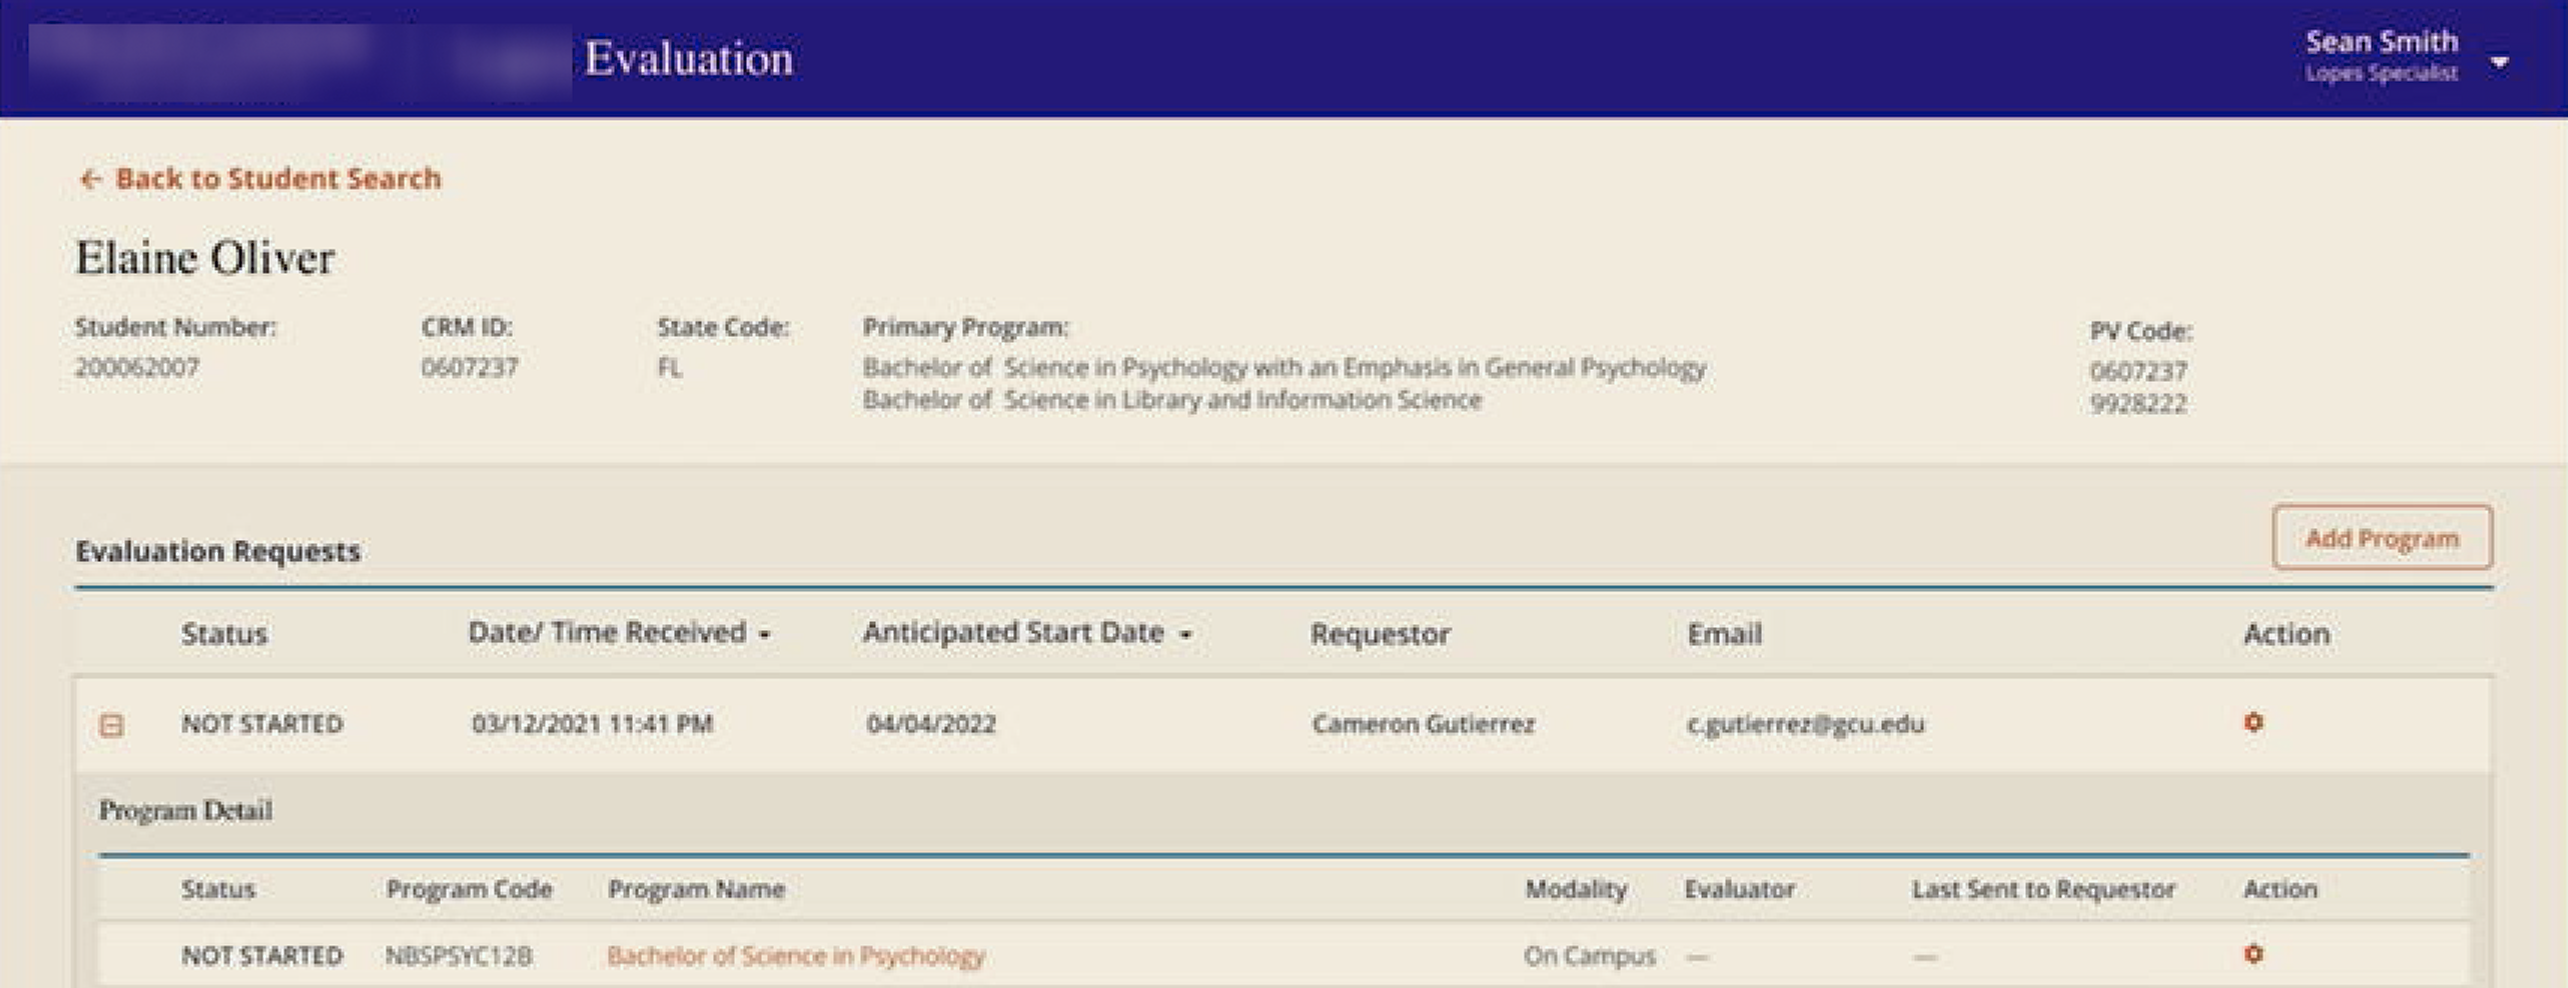 Evaluation
Sean Smith
Lopes Specialist
← Back to Student Search
Elaine Oliver
Student Number: CRM ID: State Code: Primary Program: PV Code:
200062007 0607237 FL Bachelor of Science in Psychology with an Emphasis in General Psychology 0607237
Bachelor of Science in Library and Information Science 9928222
Evaluation Requests Add Program
Status Date/ Time Received Anticipated Start Date Requestor Email Action
NOT STARTED 03/12/2021 11:41 PM 04/04/2022 Cameron Gutierrez c.gutierrez@gcu.edu
Program Detail
Status Program Code Program Name Modality Evaluator Last Sent to Requestor Action
NOT STARTED NBSPSYC12B Bachelor of Science in Psychology On Campus — —